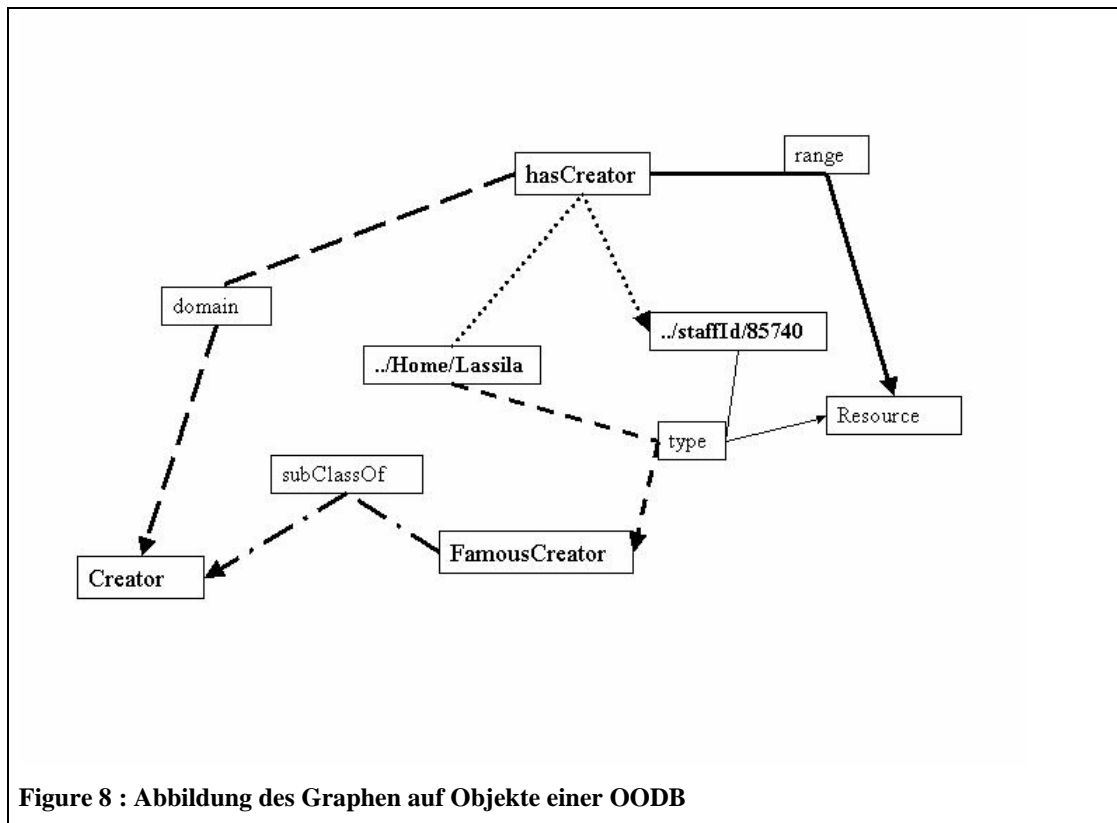 range
hasCreator
domain
../staffId/85740
../Home/Lassila
Resource
type
subClassOf
FamousCreator
Creator
Figure 8 : Abbildung des Graphen auf Objekte einer OODB